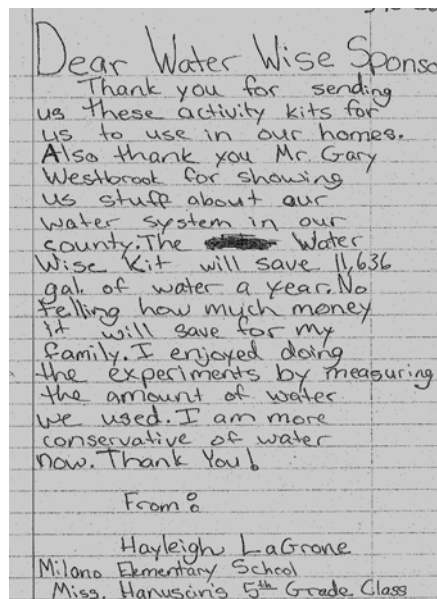 Dear Water Wise Sponso
Thank you for sending
us these activity kits for
us to use in our homes.
Also thank you Mr. Gary
Westbrook for showing
us stuff about our
water system in our
county. The Water
Wise Kit will save 11,636
gal. of water a year. No
telling how much money
it will save for my
family. I enjoyed doing
the experiments by measuring
the amount of water
we used. I am more
conservative of water
now. Thank You!
From:
Hayleigh LaGrone
Milano Elementary School
Miss. Hanuscin's 5th Grade Class